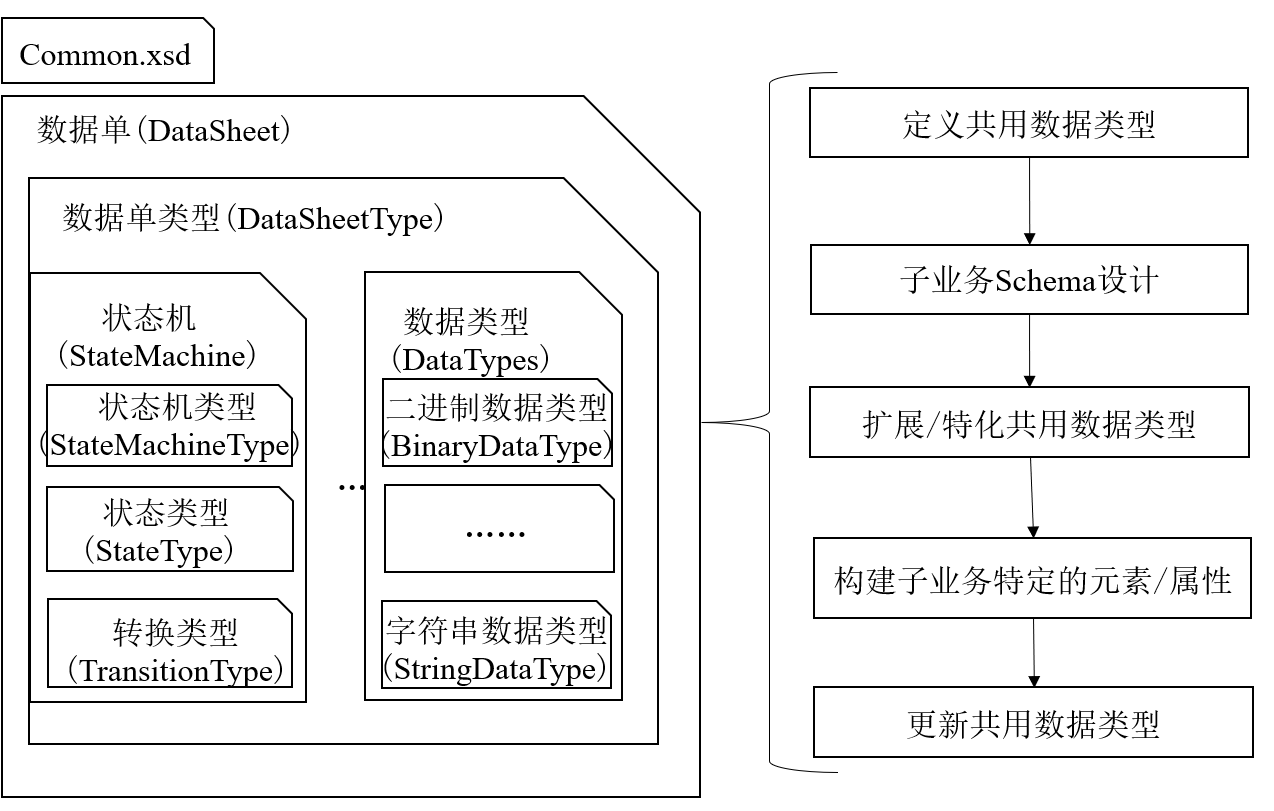 Common.xsd
数据单(DataSheet)
数据单类型(DataSheetType)
状态机
(StateMachine)
状态机类型
(StateMachineType)
状态类型
(StateType)
转换类型
(TransitionType)
...
数据类型
(DataTypes)
二进制数据类型
(BinaryDataType)
……
字符串数据类型
(StringDataType)
定义共用数据类型
子业务Schema设计
扩展/特化共用数据类型
构建子业务特定的元素/属性
更新共用数据类型